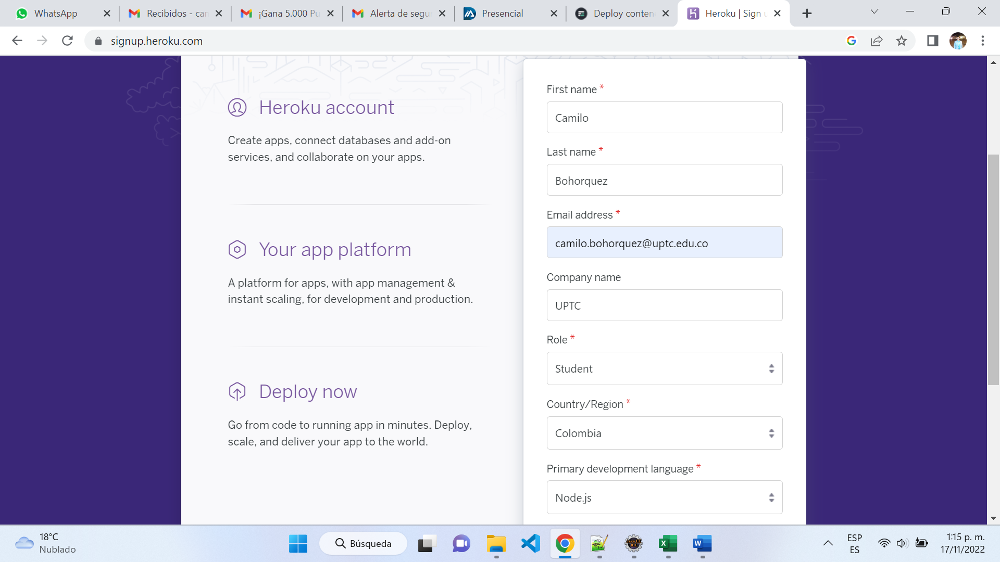 WhatsApp
Recibidos - can
¡Gana 5.000 Pu
Alerta de segur
Presencial
Deploy conten
Heroku | Sign u
signup.heroku.com
Heroku account
Create apps, connect databases and add-on
services, and collaborate on your apps.
Your app platform
A platform for apps, with app management &
instant scaling, for development and production.
Deploy now
Go from code to running app in minutes. Deploy,
scale, and deliver your app to the world.
First name *
Camilo
Last name *
Bohorquez
Email address *
camilo.bohorquez@uptc.edu.co
Company name
UPTC
Role *
Student
Country/Region *
Colombia
Primary development language *
Node.js
18°C
Nublado
Búsqueda
ESP
ES
1:15 p. m.
17/11/2022